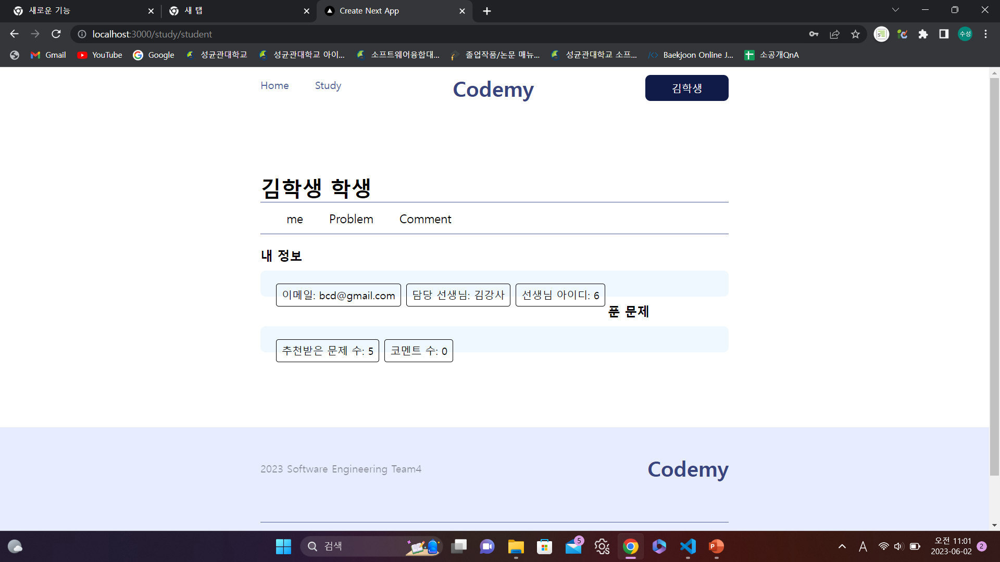 새로운 기능
새 탭
Create Next App
localhost:3000/study/student
수성
Gmail
YouTube
Google
성균관대학교
성균관대학교 아이...
소프트웨어융합대...
졸업작품/논문 매뉴...
성균관대학교 소프...
Baekjoon Online J...
소공개QnA
Home
Study
Codemy
김학생
김학생 학생
me
Problem
Comment
내 정보
이메일: bcd@gmail.com
담당 선생님: 김강사
선생님 아이디: 6
푼 문제
추천받은 문제 수: 5
코멘트 수: 0
2023 Software Engineering Team4
Codemy
검색
5
A
오전 11:01
2023-06-02
2